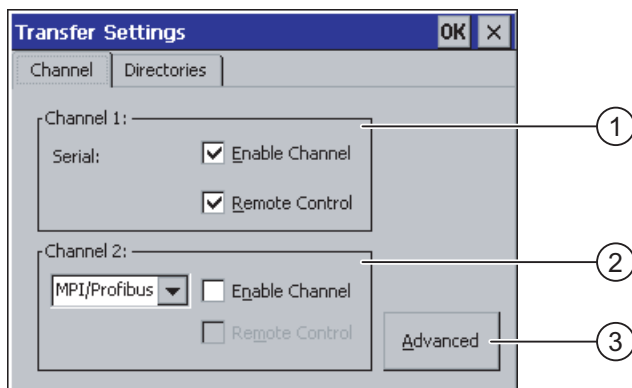 Transfer Settings OK ×
Channel Directories
Channel 1:
Serial: Enable Channel
Remote Control
1
Channel 2:
MPI/Profibus Enable Channel
Remote Control
2
Advanced
3